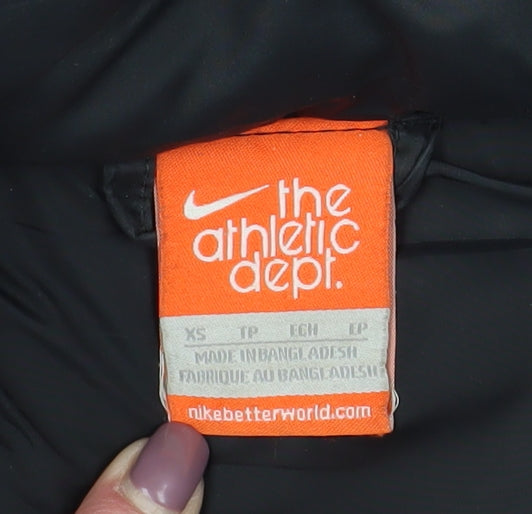 the
athletic
dept.
XS TP ECH EP
MADE IN BANGLADESH
FABRIQUE AU BANGLADESH
nikebetterworld.com